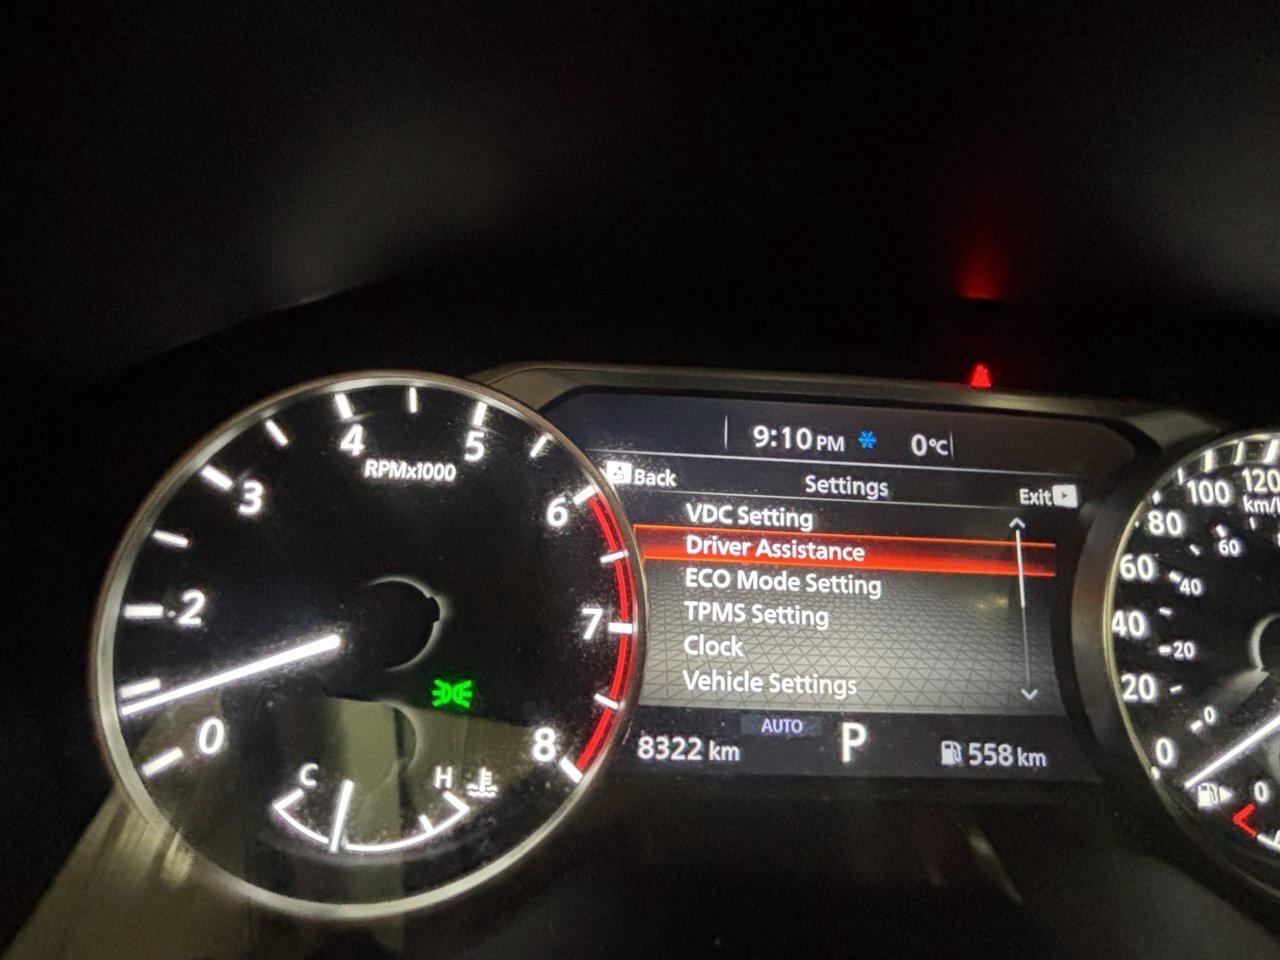 9:10 PM 0°C
Back
Settings
Exit
VDC Setting
Driver Assistance
ECO Mode Setting
TPMS Setting
Clock
Vehicle Settings
AUTO
8322 km P 558 km
RPMx1000
0
2
3
4
5
6
7
8
C H
0
20
40
60
80
100
120
km/
0
20
40
60
0